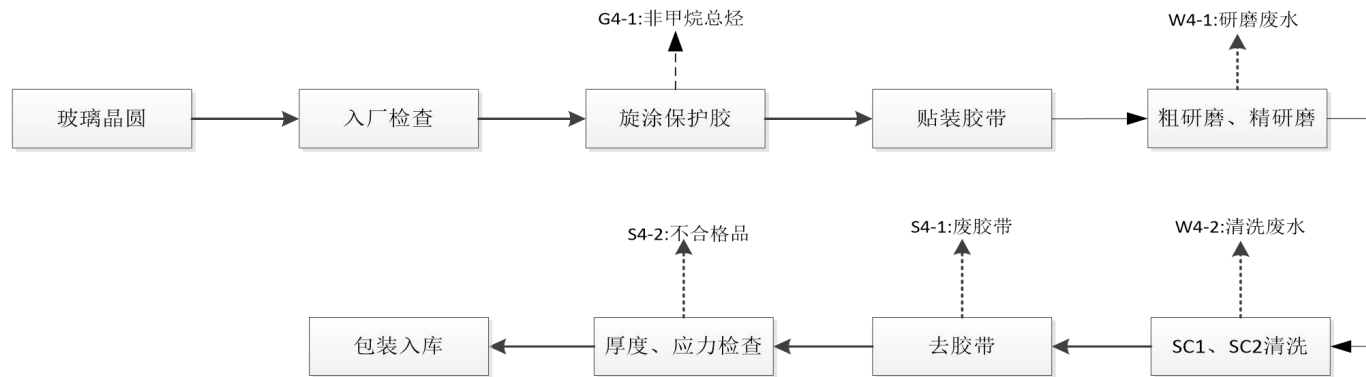 G4-1:非甲烷总烃
W4-1:研磨废水
玻璃晶圆
入厂检查
旋涂保护胶
贴装胶带
粗研磨、精研磨
S4-2:不合格品
S4-1:废胶带
W4-2:清洗废水
包装入库
厚度、应力检查
去胶带
SC1、SC2清洗